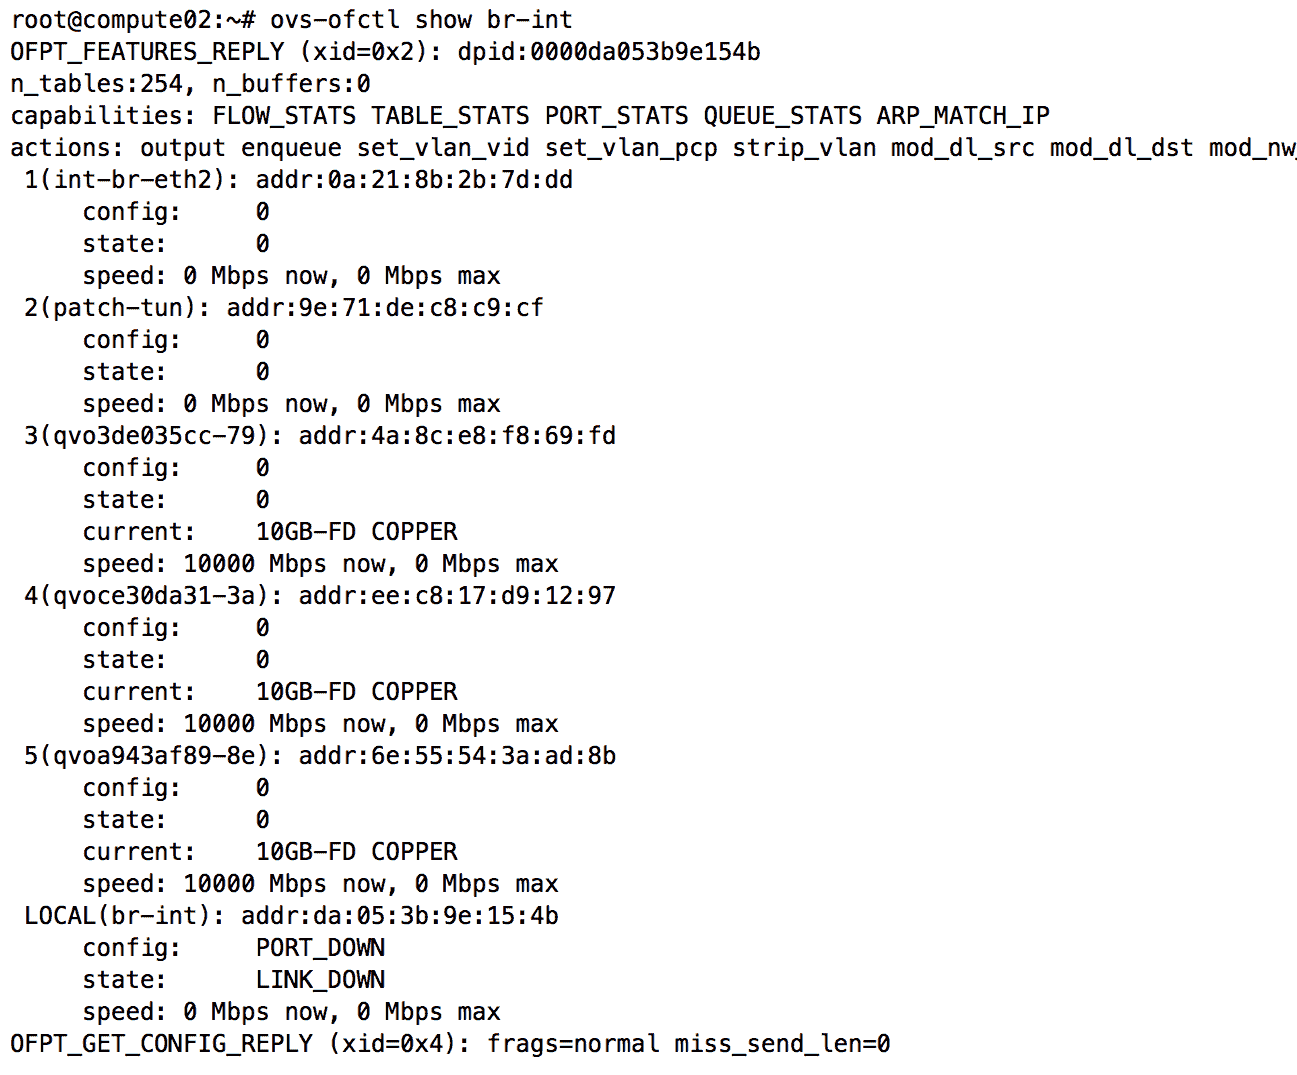 root@compute02:~# ovs-ofctl show br-int
OFPT_FEATURES_REPLY (xid=0x2): dpid:0000da053b9e154b
n_tables:254, n_buffers:0
capabilities: FLOW_STATS TABLE_STATS PORT_STATS QUEUE_STATS ARP_MATCH_IP
actions: output enqueue set_vlan_vid set_vlan_pcp strip_vlan mod_dl_src mod_dl_dst mod_nw_
 1(int-br-eth2): addr:0a:21:8b:2b:7d:dd
     config:     0
     state:      0
     speed: 0 Mbps now, 0 Mbps max
 2(patch-tun): addr:9e:71:de:c8:c9:cf
     config:     0
     state:      0
     speed: 0 Mbps now, 0 Mbps max
 3(qvo3de035cc-79): addr:4a:8c:e8:f8:69:fd
     config:     0
     state:      0
     current:    10GB-FD COPPER
     speed: 10000 Mbps now, 0 Mbps max
 4(qvoce30da31-3a): addr:ee:c8:17:d9:12:97
     config:     0
     state:      0
     current:    10GB-FD COPPER
     speed: 10000 Mbps now, 0 Mbps max
 5(qvoa943af89-8e): addr:6e:55:54:3a:ad:8b
     config:     0
     state:      0
     current:    10GB-FD COPPER
     speed: 10000 Mbps now, 0 Mbps max
 LOCAL(br-int): addr:da:05:3b:9e:15:4b
     config:     PORT_DOWN
     state:      LINK_DOWN
     speed: 0 Mbps now, 0 Mbps max
OFPT_GET_CONFIG_REPLY (xid=0x4): frags=normal miss_send_len=0